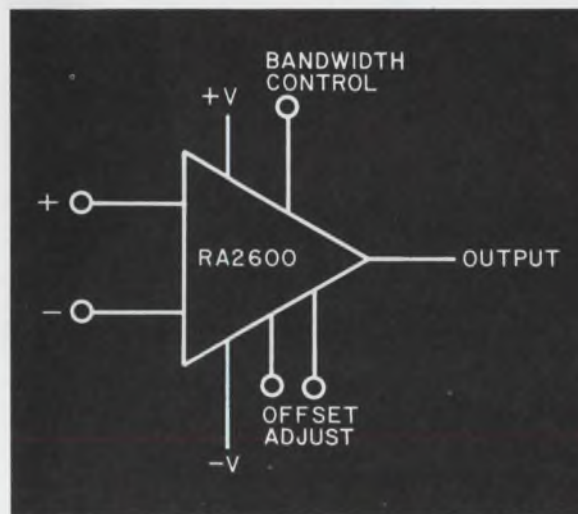 BANDWIDTH
CONTROL
+V
+
RA2600
OUTPUT
-
OFFSET
ADJUST
-V